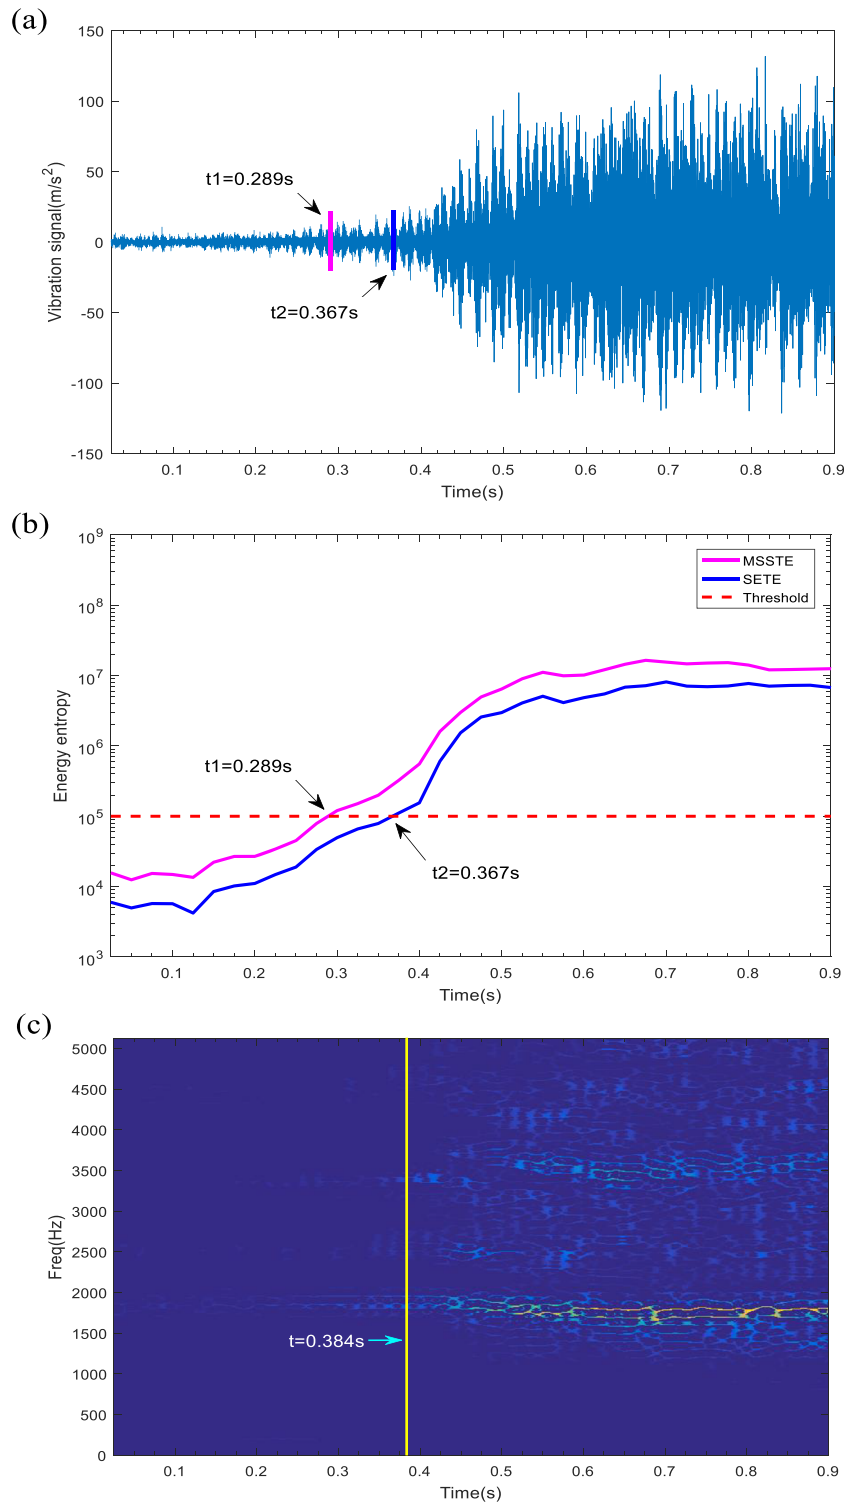 (a)
150
100
50
0
-50
-100
-150
Vibration signal(m/s²)
t1=0.289s
t2=0.367s
0.1 0.2 0.3 0.4 0.5 0.6 0.7 0.8 0.9
Time(s)
(b)
10⁹
10⁸
10⁷
10⁶
10⁵
10⁴
10³
Energy entropy
MSSTE
SETE
Threshold
t1=0.289s
t2=0.367s
0.1 0.2 0.3 0.4 0.5 0.6 0.7 0.8 0.9
Time(s)
(c)
5000
4500
4000
3500
3000
2500
2000
1500
1000
500
0
Freq(Hz)
t=0.384s
0.1 0.2 0.3 0.4 0.5 0.6 0.7 0.8 0.9
Time(s)